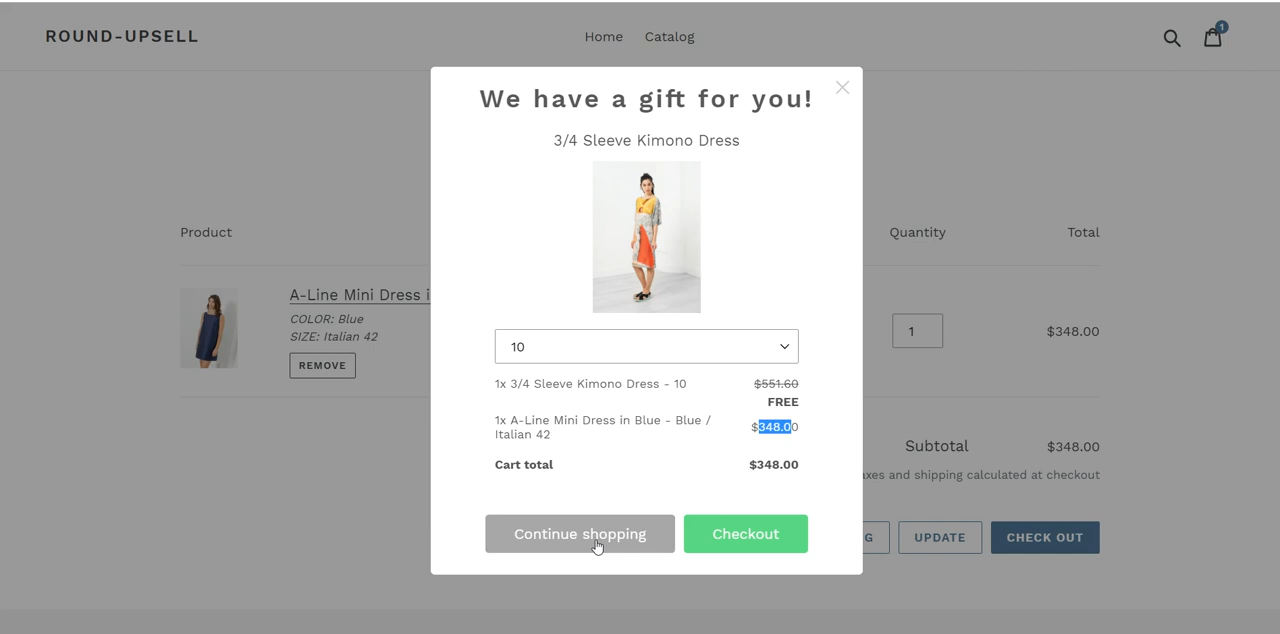 ROUND-UPSELL
Home
Catalog
1
We have a gift for you!
3/4 Sleeve Kimono Dress
10
1x 3/4 Sleeve Kimono Dress - 10
$551.60
FREE
1x A-Line Mini Dress in Blue - Blue /
Italian 42
$348.00
Cart total
$348.00
Continue shopping
Checkout
Product
Quantity
Total
A-Line Mini Dress i
COLOR: Blue
SIZE: Italian 42
REMOVE
1
$348.00
Subtotal
$348.00
axes and shipping calculated at checkout
G
UPDATE
CHECK OUT